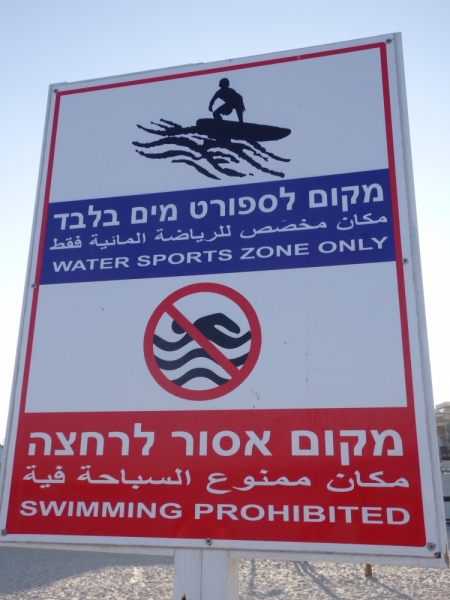 מקום לספורט מים בלבד
مكان مخصَص للرياضة المائية فقط
WATER SPORTS ZONE ONLY
מקום אסור לרחצה
مكان ممنوع السباحة فية
SWIMMING PROHIBITED